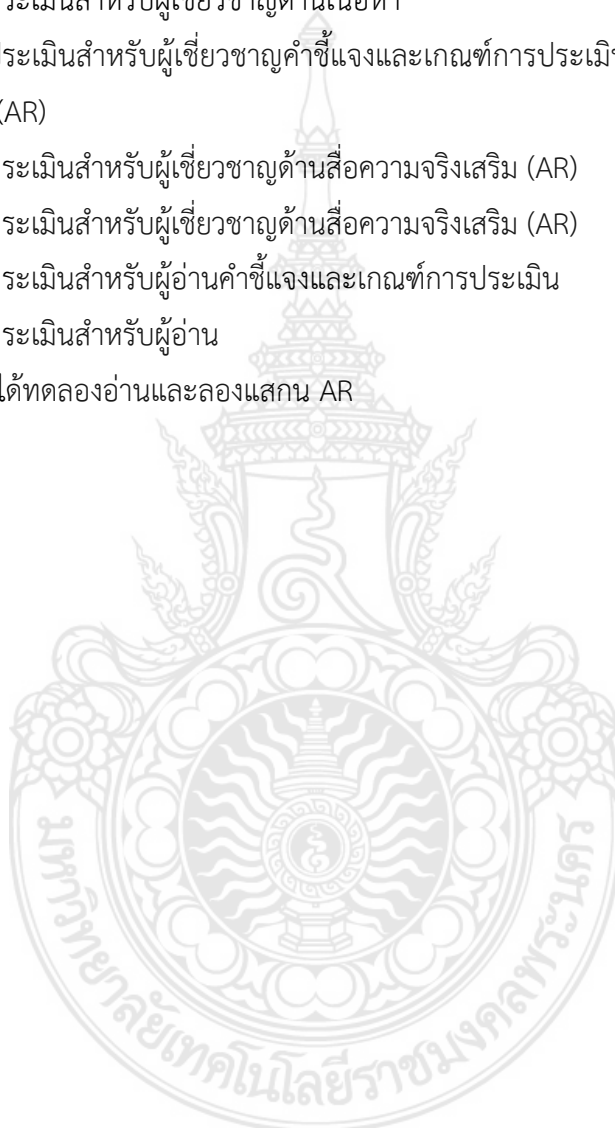 ระเมินสำหรับผู้เชี่ยวชาญด้านเนื้อหา
ประเมินสำหรับผู้เชี่ยวชาญคำชี้แจงและเกณฑ์การประเมิน
(AR)
ระเมินสำหรับผู้เชี่ยวชาญด้านสื่อความจริงเสริม (AR)
ระเมินสำหรับผู้เชี่ยวชาญด้านสื่อความจริงเสริม (AR)
ระเมินสำหรับผู้อ่านคำชี้แจงและเกณฑ์การประเมิน
ระเมินสำหรับผู้อ่าน
ได้ทดลองอ่านและลองแสกน AR
มหาวิทยาลัยเทคโนโลยีราชมงคลพระนคร